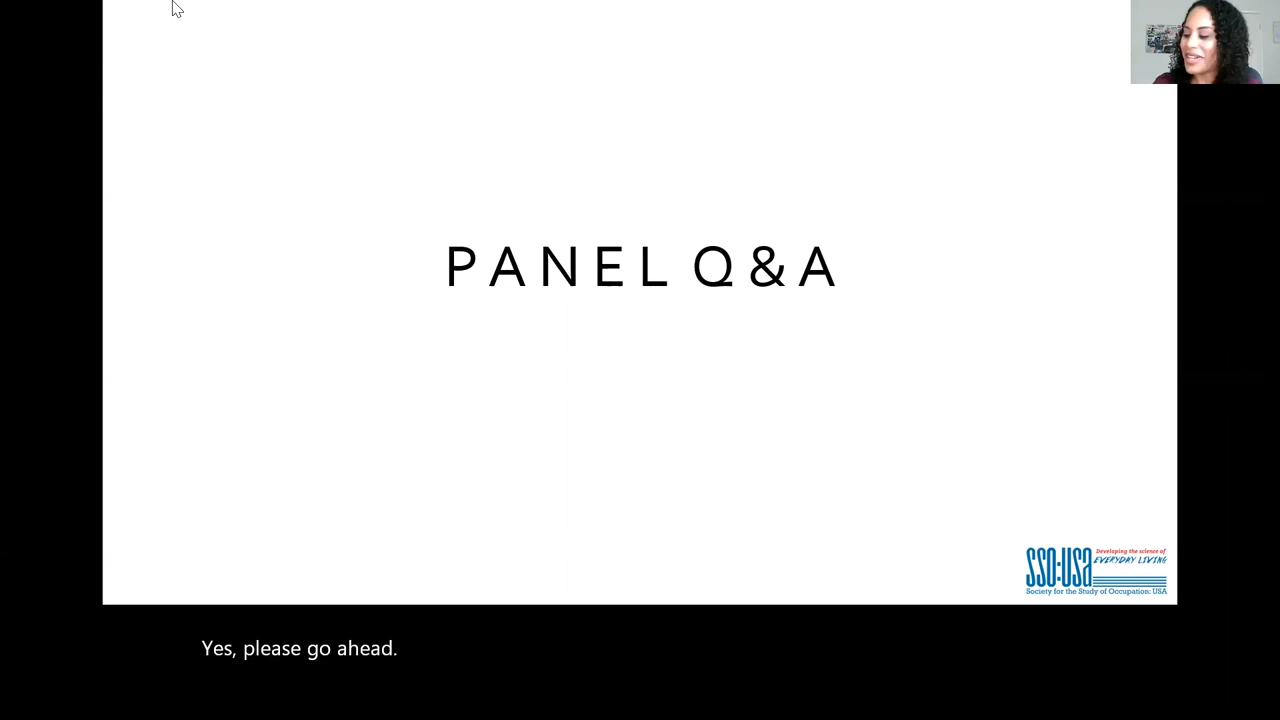 PANEL Q&A
SSO:USA
Developing the science of
EVERYDAY LIVING
Society for the Study of Occupation: USA
Yes, please go ahead.